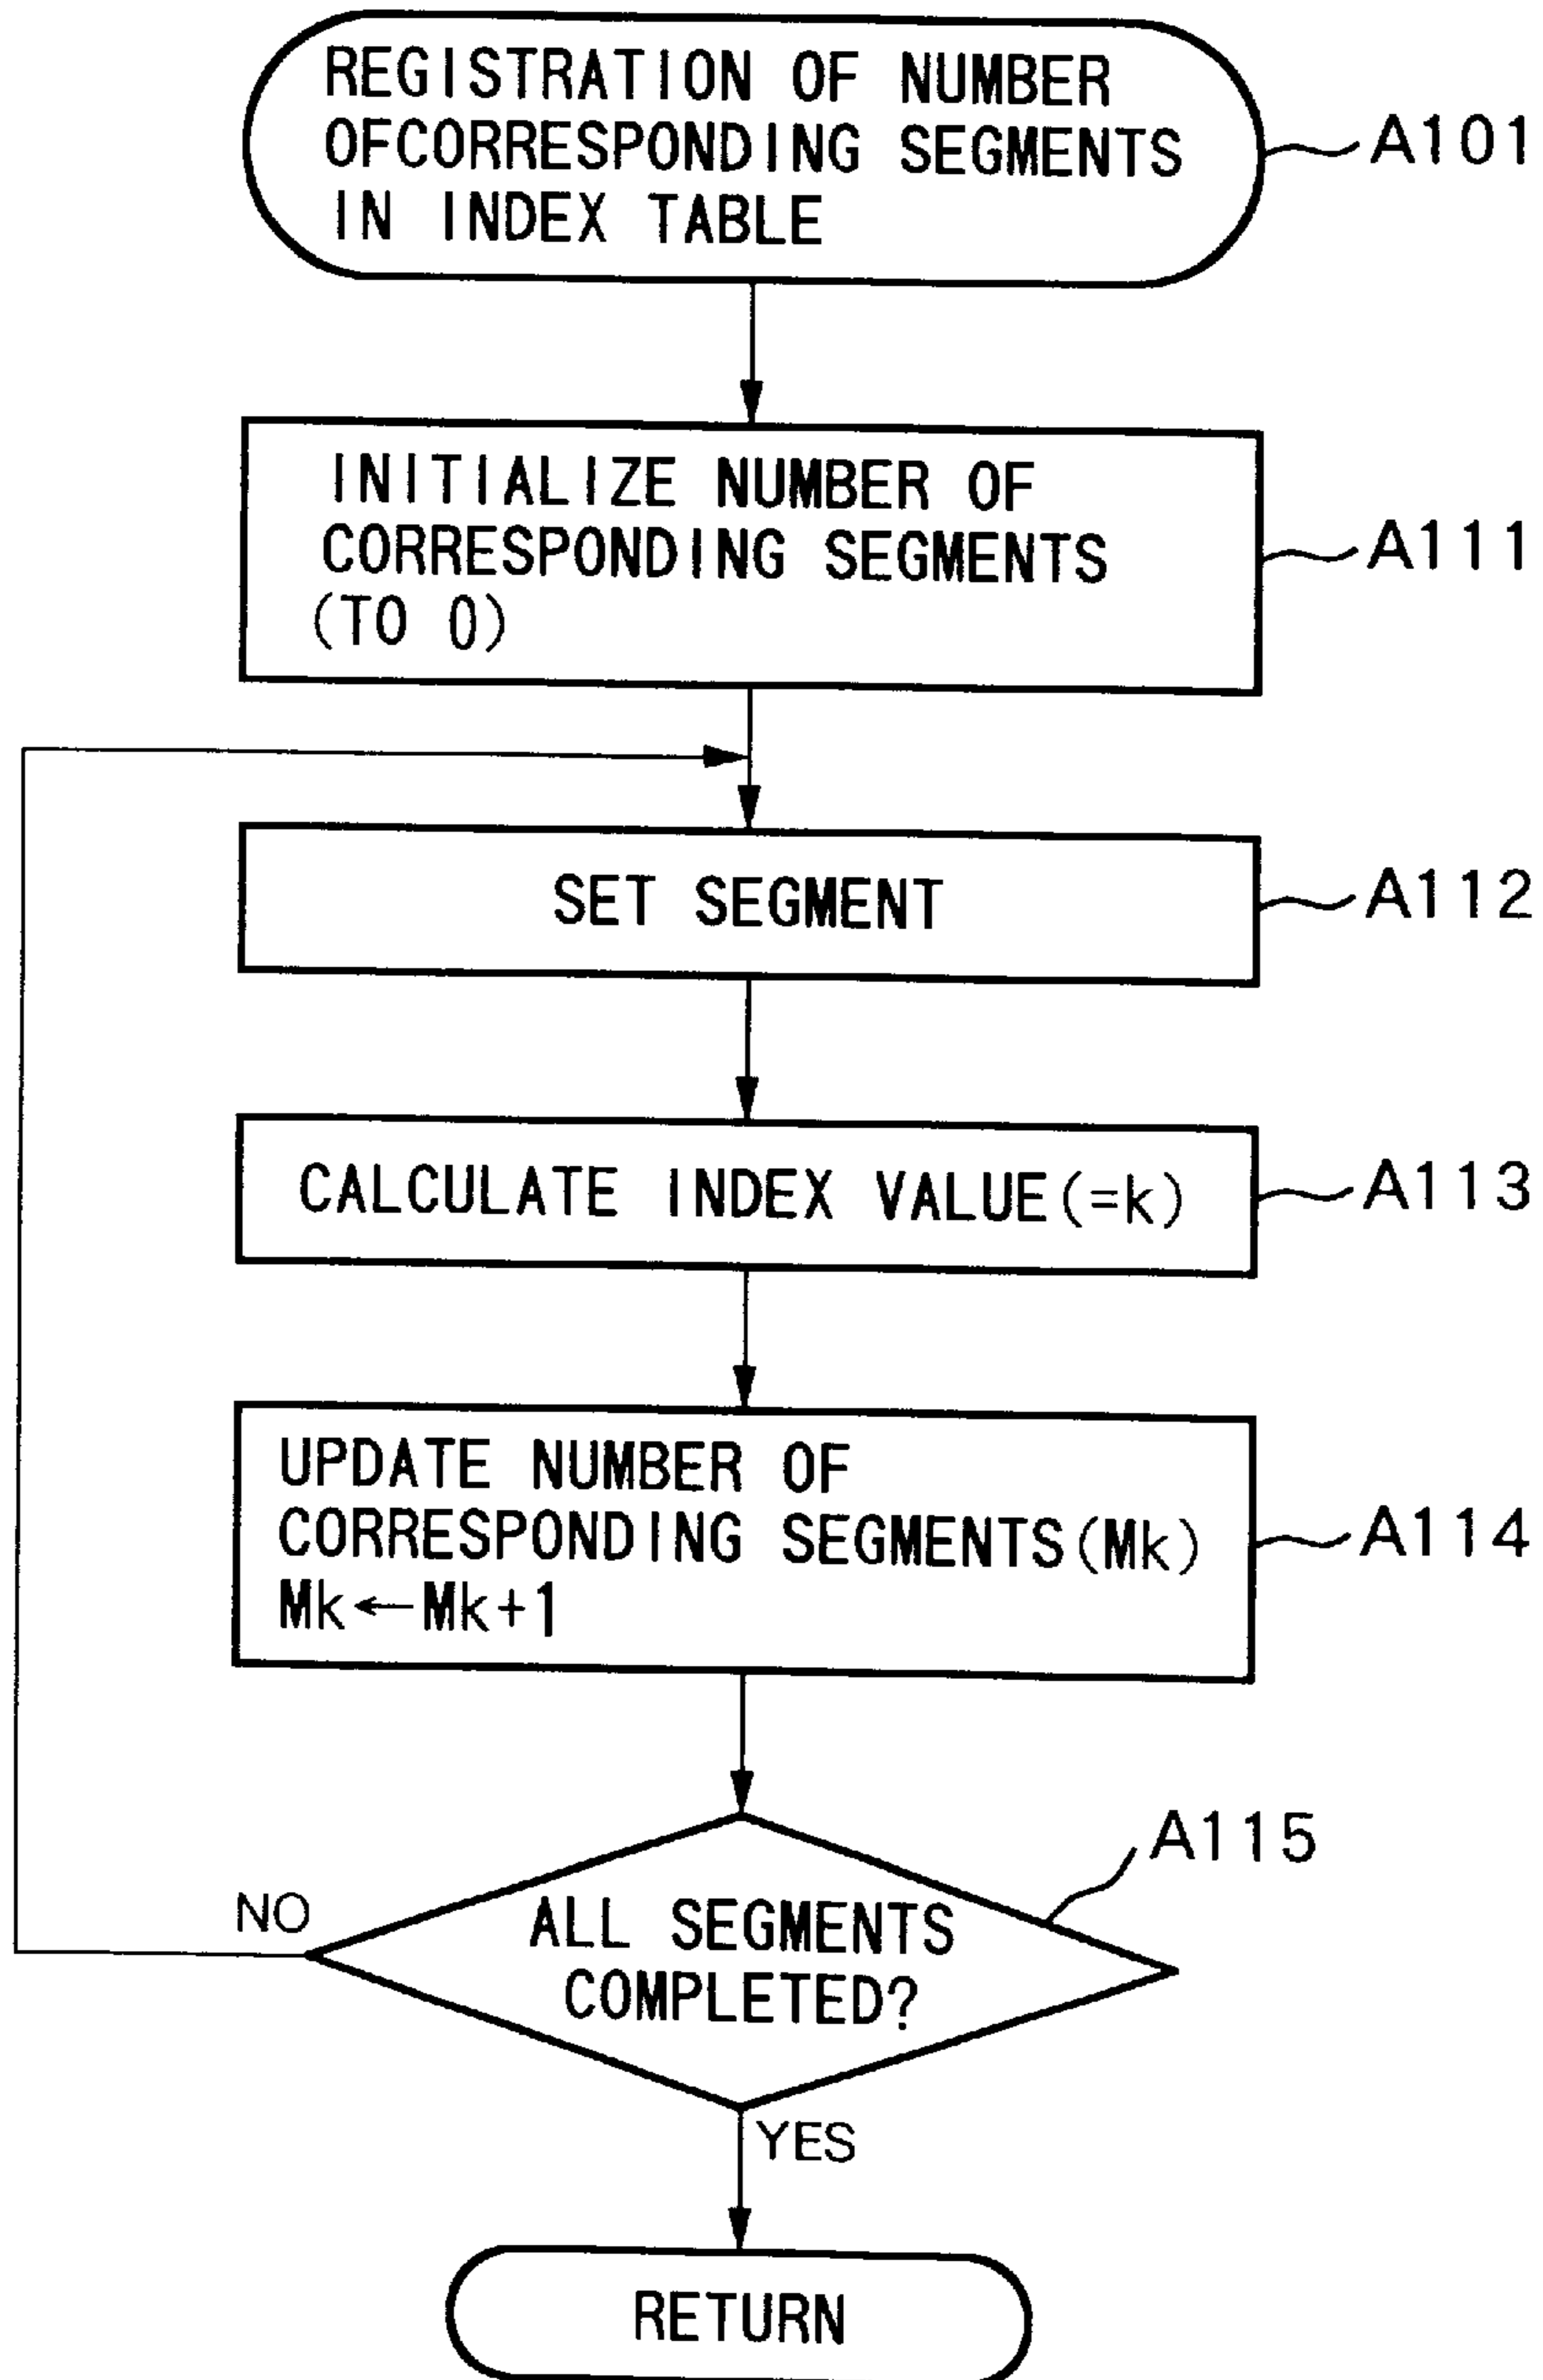 REGISTRATION OF NUMBER
OFCORRESPONDING SEGMENTS
IN INDEX TABLE
A101
INITIALIZE NUMBER OF
CORRESPONDING SEGMENTS
(TO 0)
A111
SET SEGMENT
A112
CALCULATE INDEX VALUE(=k)
A113
UPDATE NUMBER OF
CORRESPONDING SEGMENTS(Mk)
Mk←Mk+1
A114
A115
NO
ALL SEGMENTS
COMPLETED?
YES
RETURN